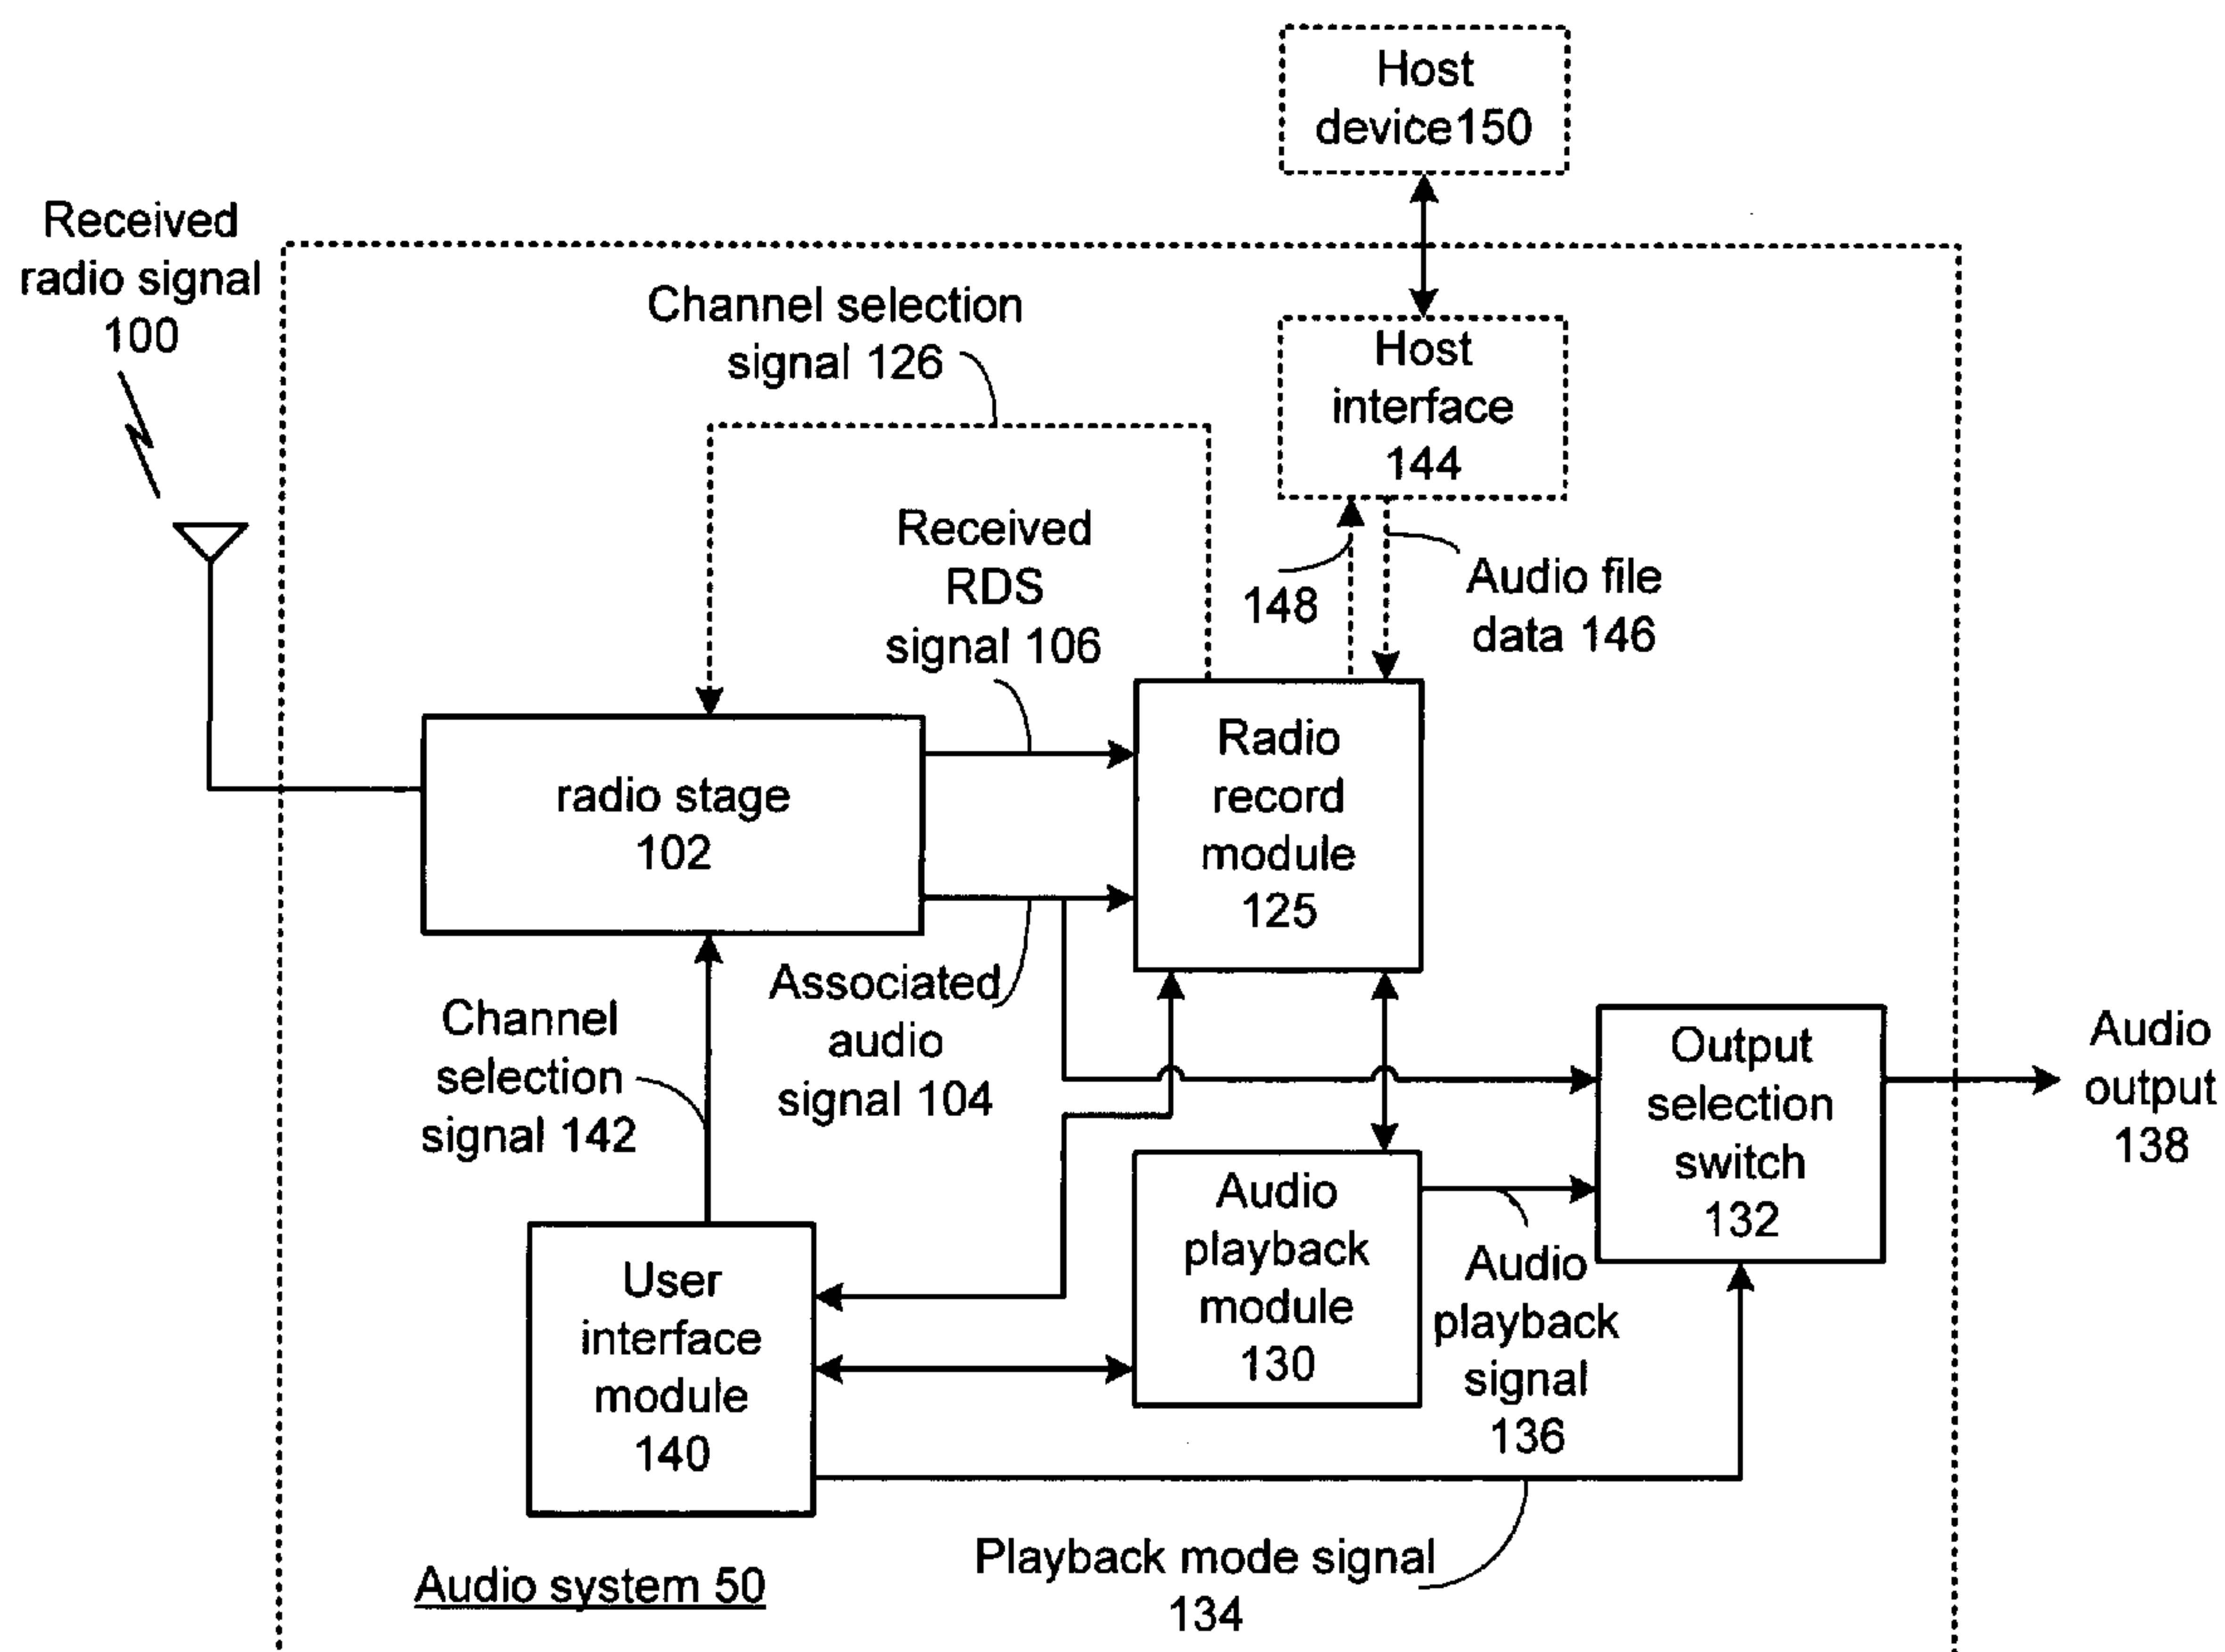 Host
device150
Received
radio signal
100
Channel selection
signal 126
Host
interface
144
Received
RDS
signal 106
148
Audio file
data 146
radio stage
102
Radio
record
module
125
Associated
audio
signal 104
Channel
selection
signal 142
Output
selection
switch
132
Audio
output
138
Audio
playback
module
130
Audio
playback
signal
136
User
interface
module
140
Playback mode signal
134
Audio system 50